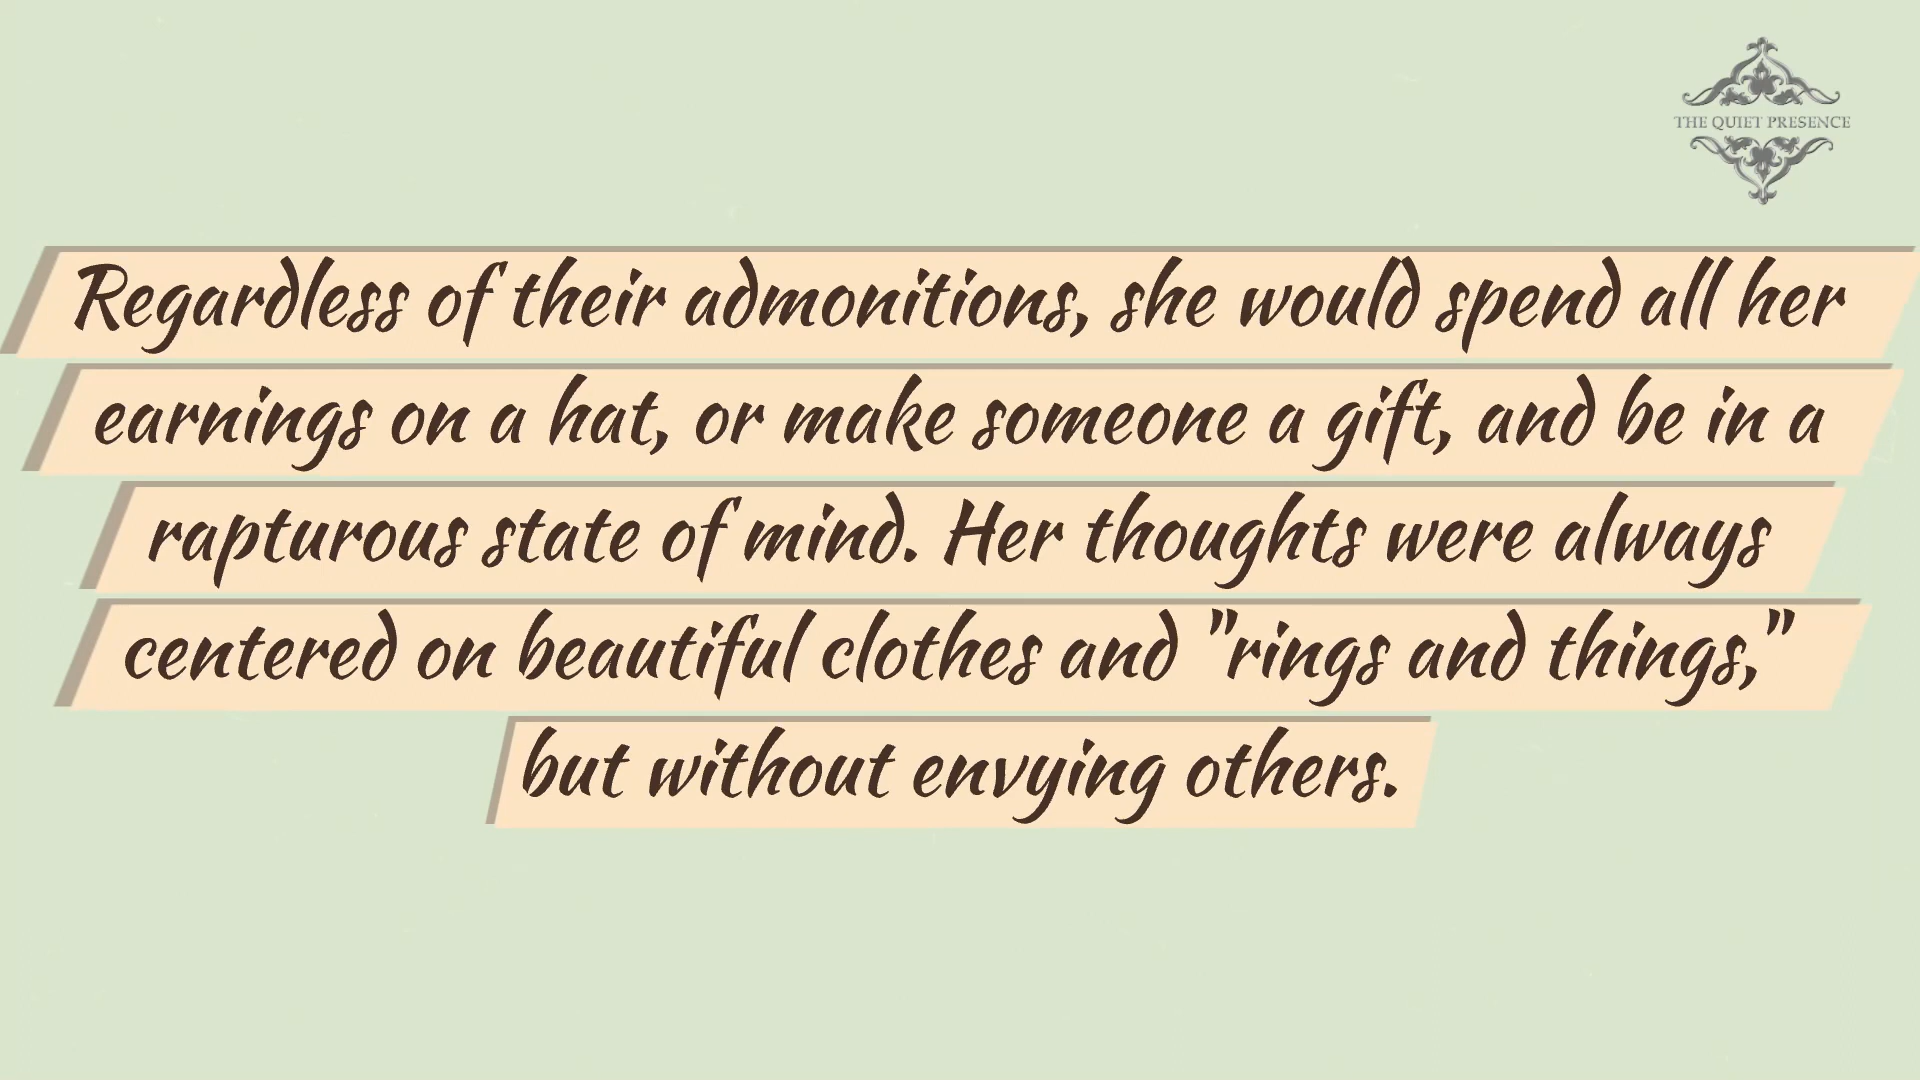 THE QUIET PRESENCE
Regardless of their admonitions, she would spend all her
earnings on a hat, or make someone a gift, and be in a
rapturous state of mind. Her thoughts were always
centered on beautiful clothes and "rings and things,"
but without envying others.